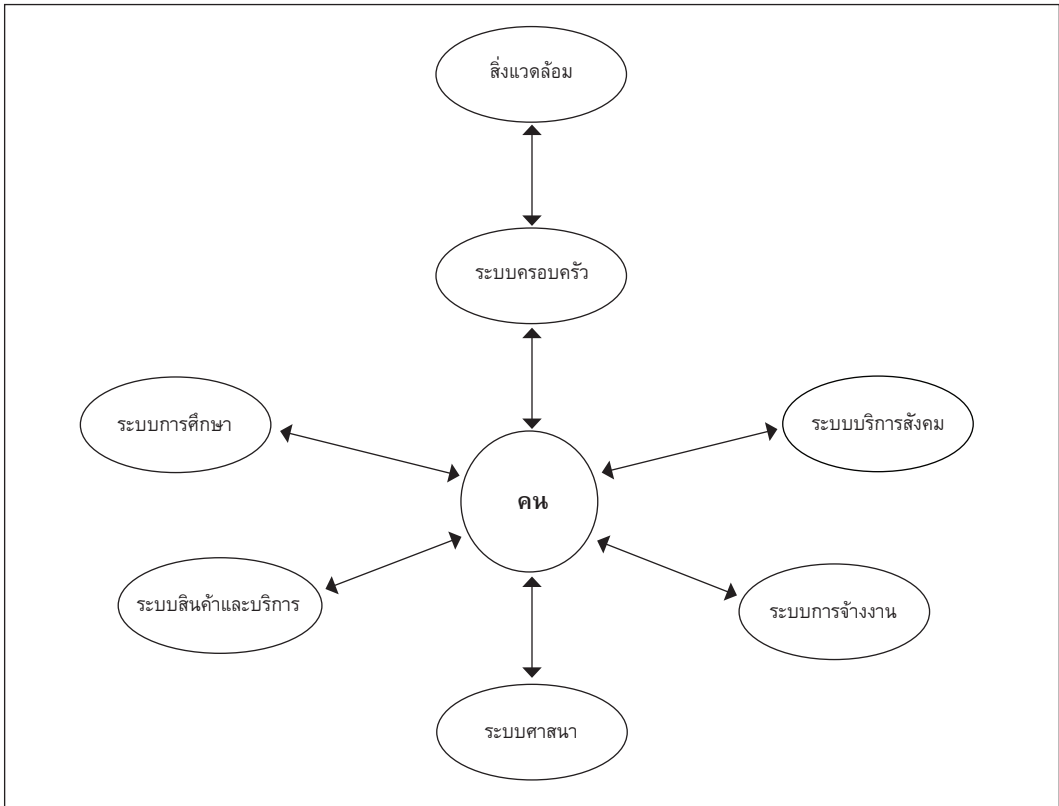 สิ่งแวดล้อม
ระบบครอบครัว
ระบบการศึกษา
ระบบบริการสังคม
คน
ระบบสินค้าและบริการ
ระบบการจ้างงาน
ระบบศาสนา